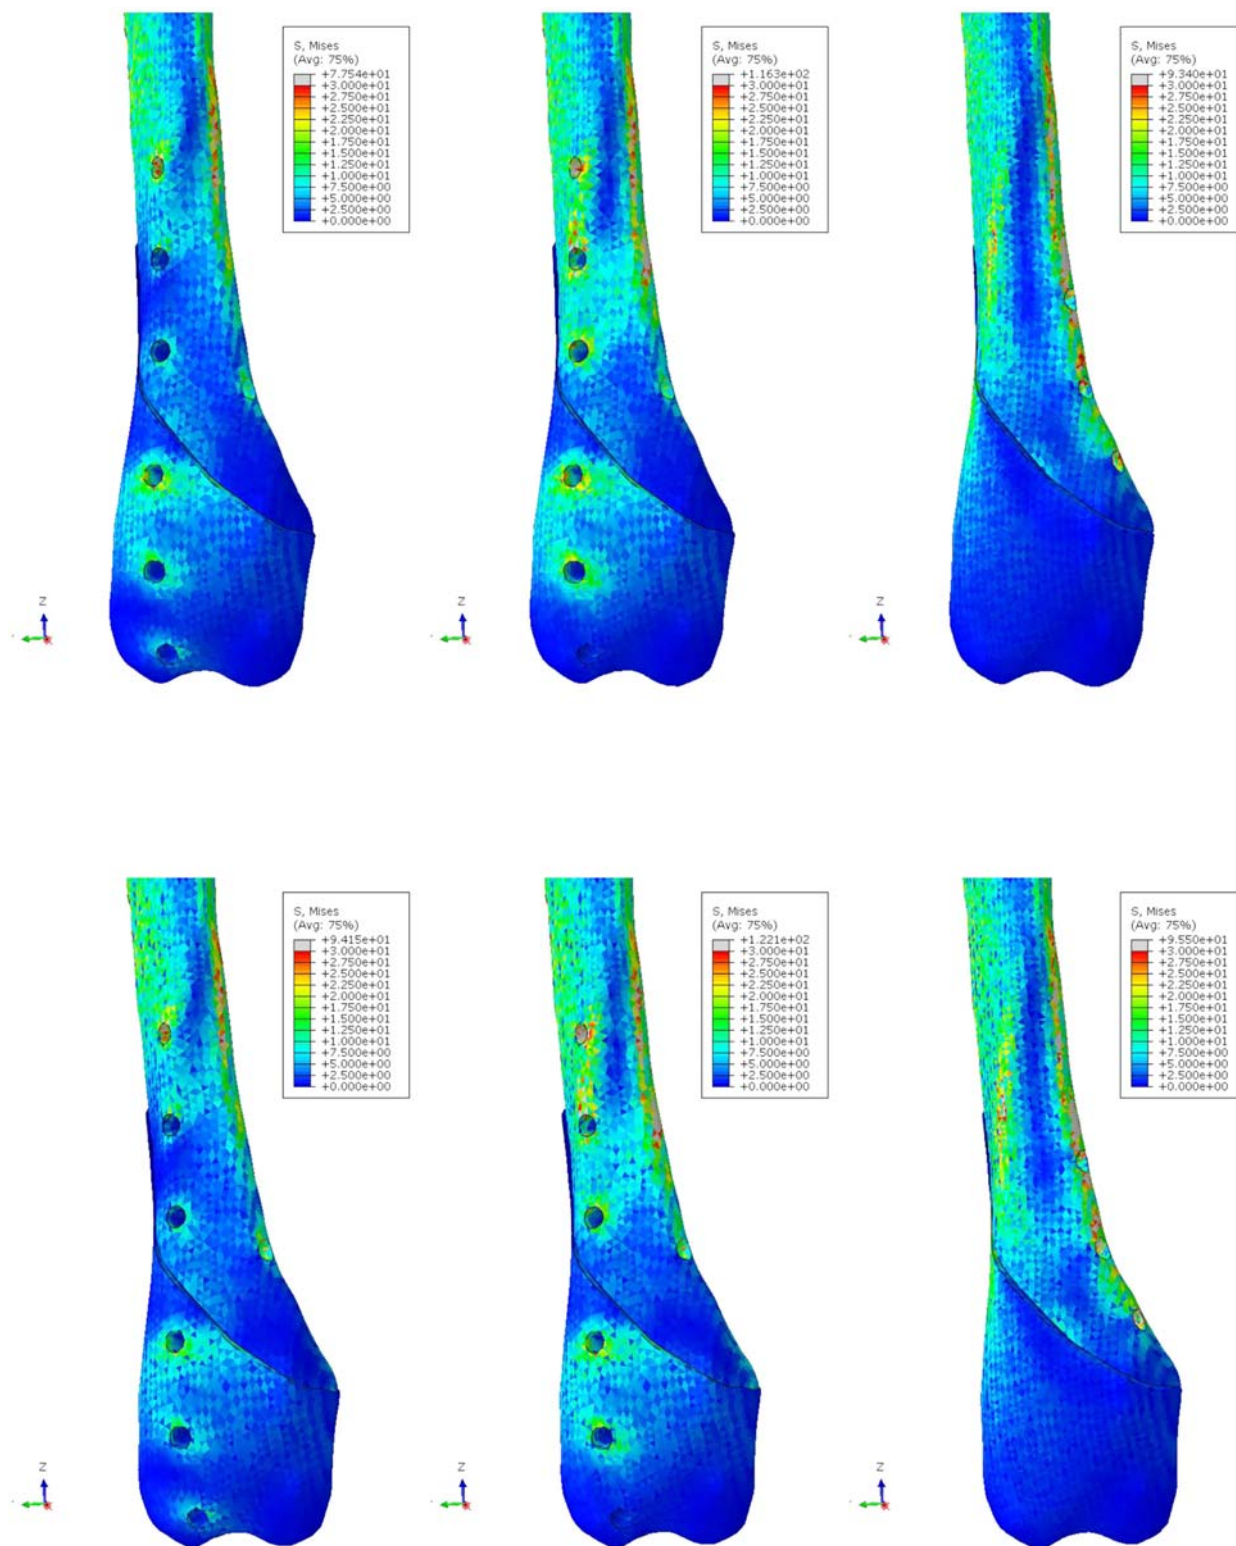 S, Mises
(Avg: 75%)
+7.754e+01
+3.000e+01
+2.750e+01
+2.500e+01
+2.250e+01
+2.000e+01
+1.750e+01
+1.500e+01
+1.250e+01
+1.000e+01
+7.500e+00
+5.000e+00
+2.500e+00
+0.000e+00
Z
S, Mises
(Avg: 75%)
+1.163e+02
+3.000e+01
+2.750e+01
+2.500e+01
+2.250e+01
+2.000e+01
+1.750e+01
+1.500e+01
+1.250e+01
+1.000e+01
+7.500e+00
+5.000e+00
+2.500e+00
+0.000e+00
Z
S, Mises
(Avg: 75%)
+9.340e+01
+3.000e+01
+2.750e+01
+2.500e+01
+2.250e+01
+2.000e+01
+1.750e+01
+1.500e+01
+1.250e+01
+1.000e+01
+7.500e+00
+5.000e+00
+2.500e+00
+0.000e+00
Z
S, Mises
(Avg: 75%)
+9.415e+01
+3.000e+01
+2.750e+01
+2.500e+01
+2.250e+01
+2.000e+01
+1.750e+01
+1.500e+01
+1.250e+01
+1.000e+01
+7.500e+00
+5.000e+00
+2.500e+00
+0.000e+00
Z
S, Mises
(Avg: 75%)
+1.221e+02
+3.000e+01
+2.750e+01
+2.500e+01
+2.250e+01
+2.000e+01
+1.750e+01
+1.500e+01
+1.250e+01
+1.000e+01
+7.500e+00
+5.000e+00
+2.500e+00
+0.000e+00
Z
S, Mises
(Avg: 75%)
+9.550e+01
+3.000e+01
+2.750e+01
+2.500e+01
+2.250e+01
+2.000e+01
+1.750e+01
+1.500e+01
+1.250e+01
+1.000e+01
+7.500e+00
+5.000e+00
+2.500e+00
+0.000e+00
Z